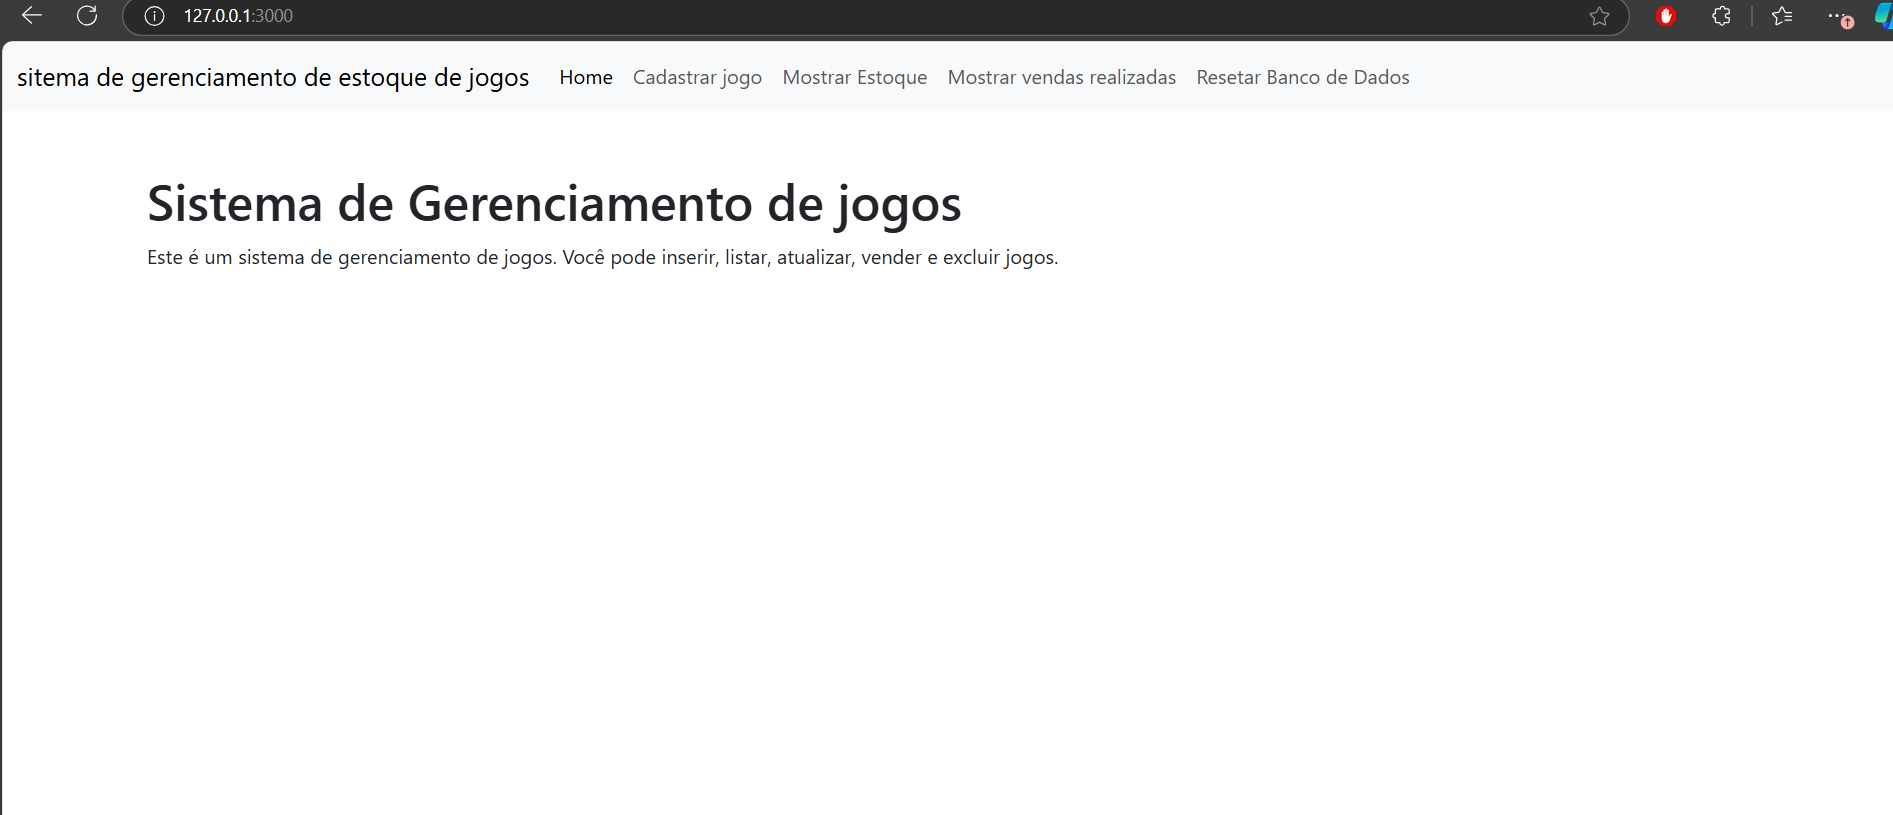 127.0.0.1:3000
sitema de gerenciamento de estoque de jogos Home Cadastrar jogo Mostrar Estoque Mostrar vendas realizadas Resetar Banco de Dados
Sistema de Gerenciamento de jogos
Este é um sistema de gerenciamento de jogos. Você pode inserir, listar, atualizar, vender e excluir jogos.